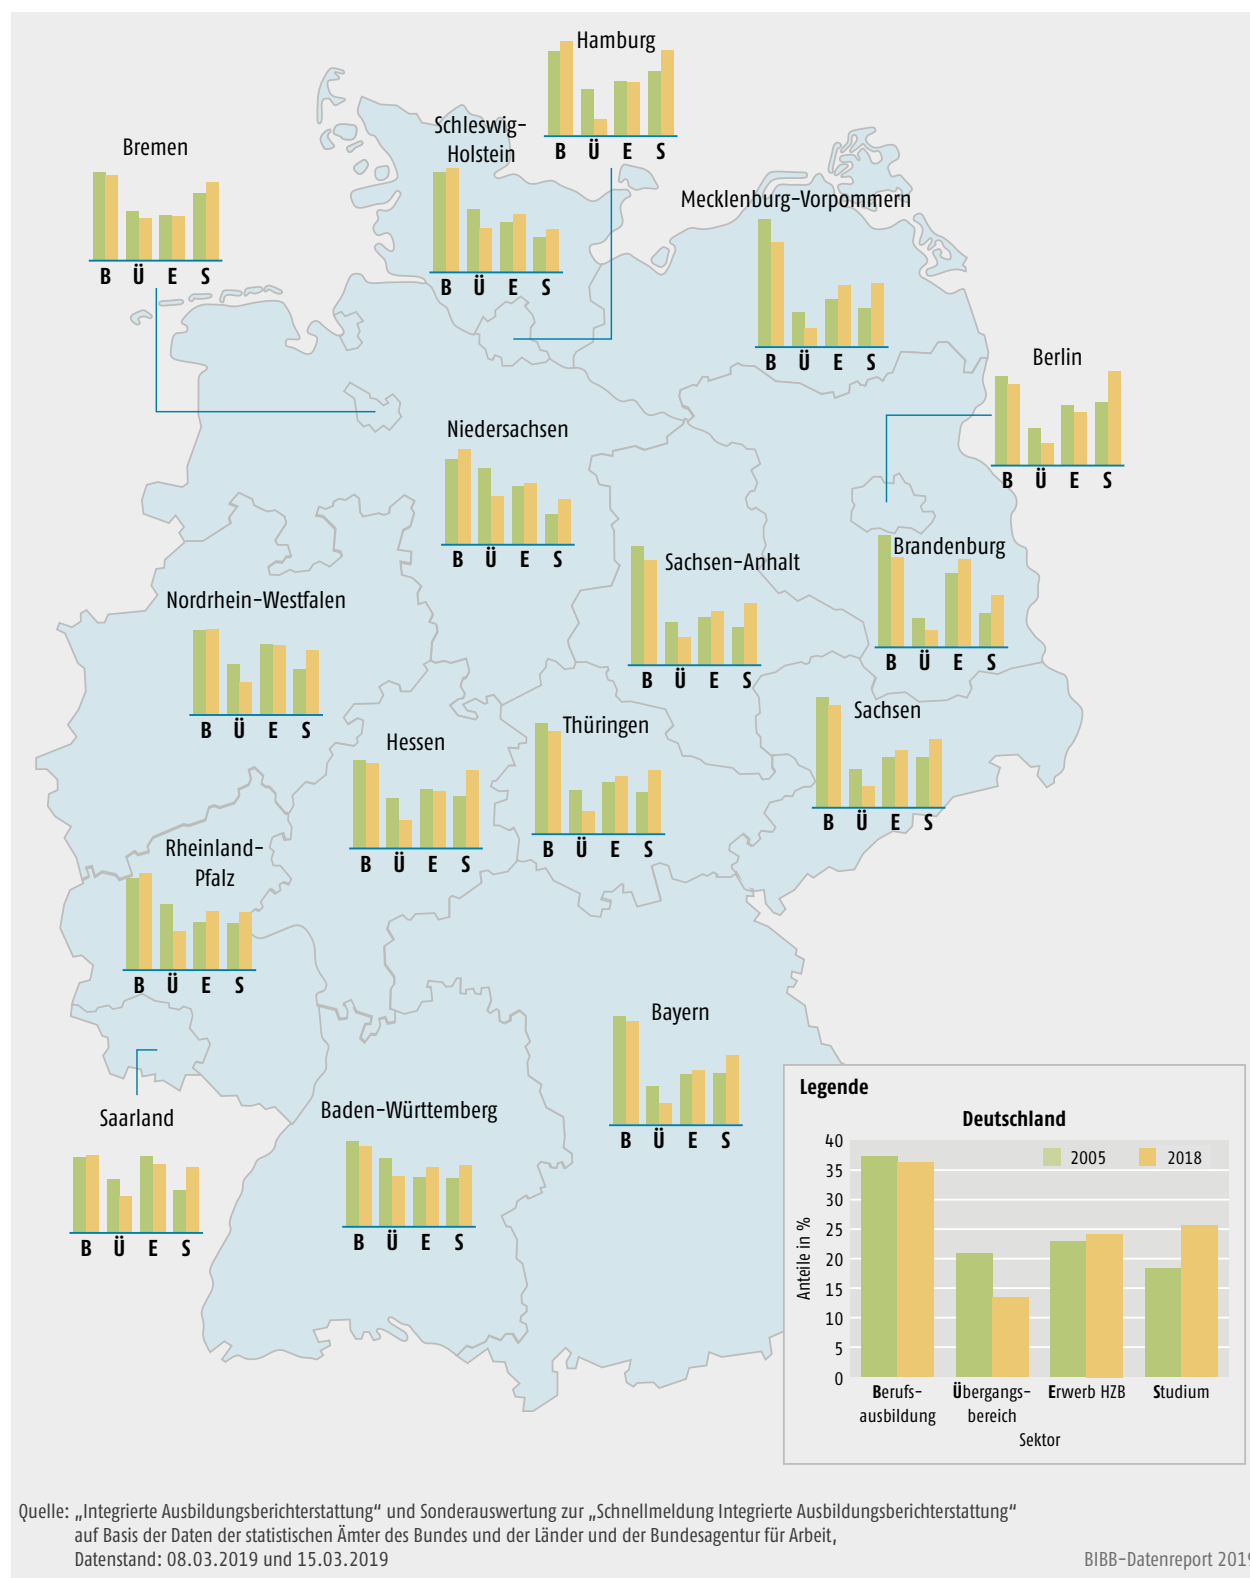 Hamburg
B Ü E S
Schleswig-
Holstein
B Ü E S
Bremen
B Ü E S
Mecklenburg-Vorpommern
B Ü E S
Berlin
B Ü E S
Niedersachsen
B Ü E S
Brandenburg
B Ü E S
Sachsen-Anhalt
B Ü E S
Nordrhein-Westfalen
B Ü E S
Sachsen
B Ü E S
Thüringen
B Ü E S
Hessen
B Ü E S
Rheinland-
Pfalz
B Ü E S
Bayern
B Ü E S
Saarland
B Ü E S
Baden-Württemberg
B Ü E S
Legende
Deutschland
2005 2018
Anteile in %
40
35
30
25
20
15
10
5
0
Berufs-
ausbildung
Übergangs-
bereich
Erwerb HZB
Studium
Sektor
Quelle: „Integrierte Ausbildungsberichterstattung“ und Sonderauswertung zur „Schnellmeldung Integrierte Ausbildungsberichterstattung“
auf Basis der Daten der statistischen Ämter des Bundes und der Länder und der Bundesagentur für Arbeit,
Datenstand: 08.03.2019 und 15.03.2019
BIBB-Datenreport 2019